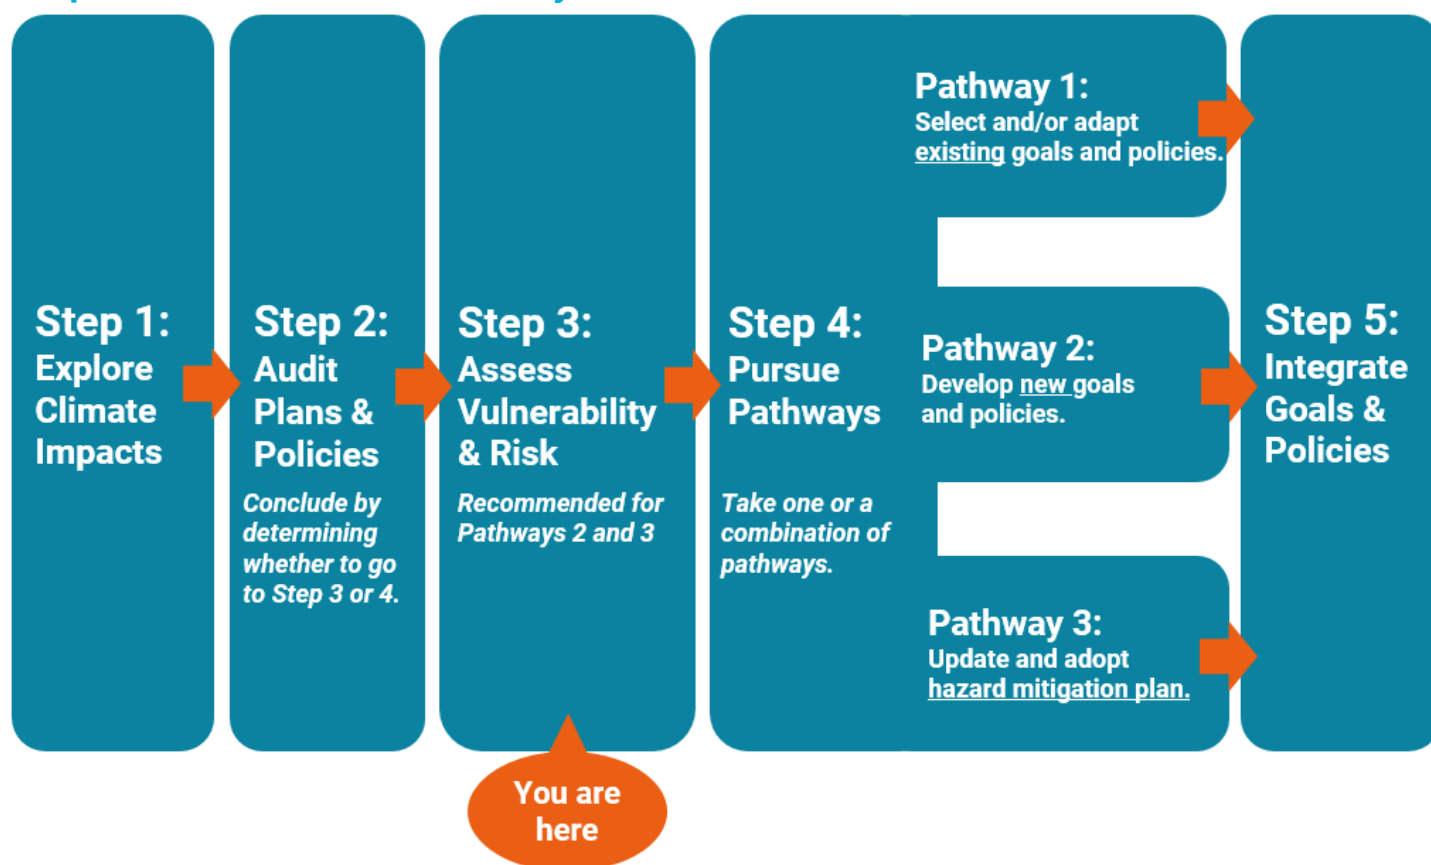 Step 1:
Explore
Climate
Impacts
Step 2:
Audit
Plans &
Policies
Conclude by
determining
whether to go
to Step 3 or 4.
Step 3:
Assess
Vulnerability
& Risk
Recommended for
Pathways 2 and 3
Step 4:
Pursue
Pathways
Take one or a
combination of
pathways.
Pathway 1:
Select and/or adapt
existing goals and policies.
Pathway 2:
Develop new goals
and policies.
Pathway 3:
Update and adopt
hazard mitigation plan.
Step 5:
Integrate
Goals &
Policies
You are
here